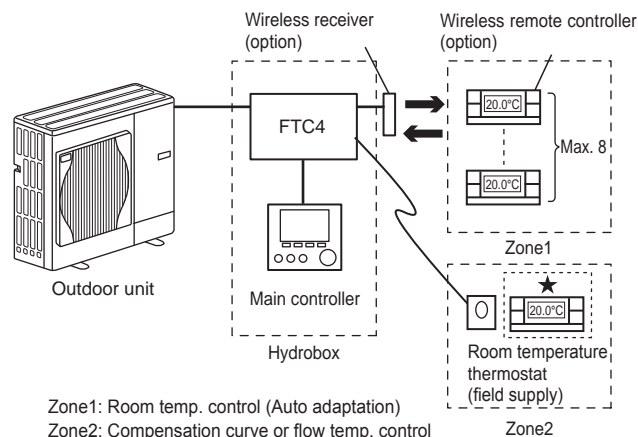 Wireless receiver
(option)
Wireless remote controller
(option)
FTC4
20.0°C
Max. 8
20.0°C
Zone1
Outdoor unit
Main controller
Hydrobox
★
20.0°C
Room temperature
thermostat
(field supply)
Zone2
Zone1: Room temp. control (Auto adaptation)
Zone2: Compensation curve or flow temp. control